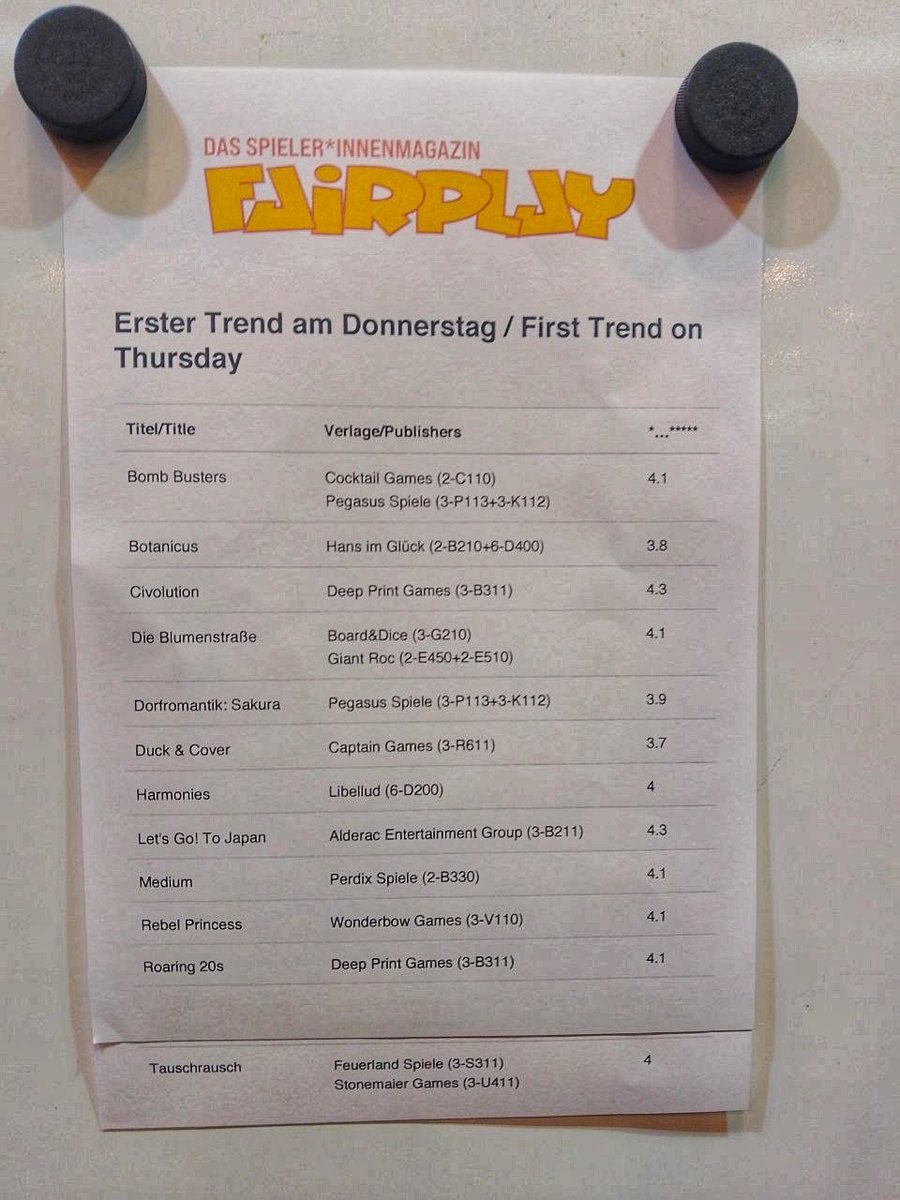 DAS SPIELER*INNENMAGAZIN
FAIRPLAY
Erster Trend am Donnerstag / First Trend on
Thursday
Titel/Title Verlage/Publishers *...*****
Bomb Busters Cocktail Games (2-C110) 4.1
Pegasus Spiele (3-P113+3-K112)
Botanicus Hans im Glück (2-B210+6-D400) 3.8
Civolution Deep Print Games (3-B311) 4.3
Die Blumenstraße Board&Dice (3-G210) 4.1
Giant Roc (2-E450+2-E510)
Dorfromantik: Sakura Pegasus Spiele (3-P113+3-K112) 3.9
Duck & Cover Captain Games (3-R611) 3.7
Harmonies Libellud (6-D200) 4
Let's Go! To Japan Alderac Entertainment Group (3-B211) 4.3
Medium Perdix Spiele (2-B330) 4.1
Rebel Princess Wonderbow Games (3-V110) 4.1
Roaring 20s Deep Print Games (3-B311) 4.1
Tauschrausch Feuerland Spiele (3-S311) 4
Stonemaier Games (3-U411)